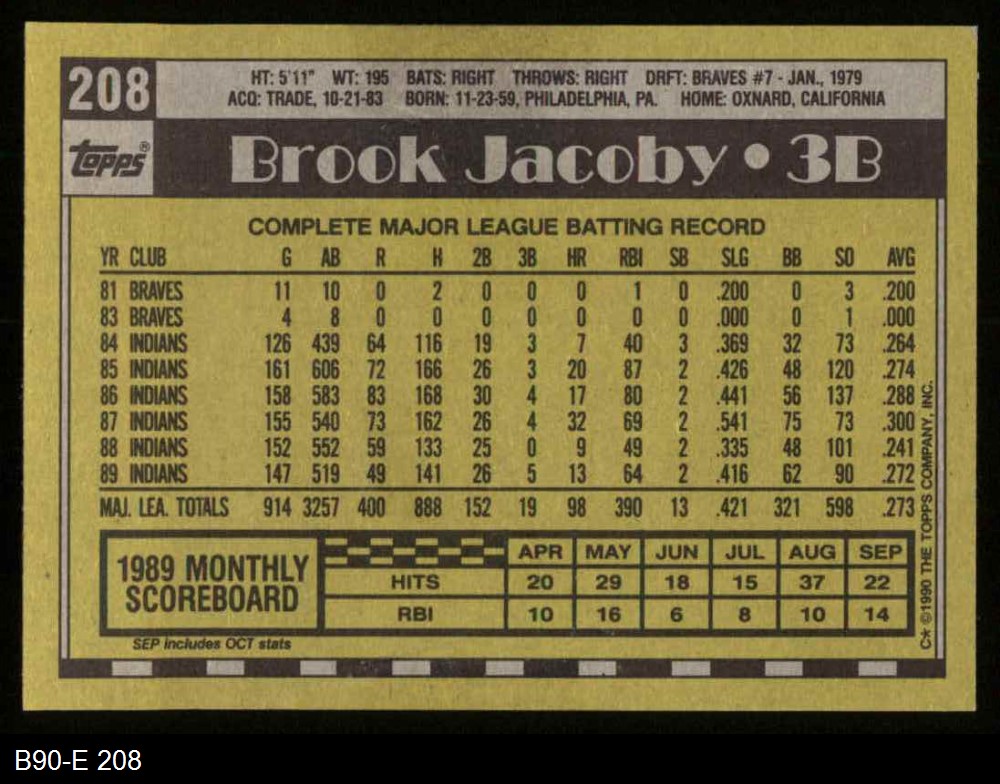 208
HT: 5'11" WT: 195 BATS: RIGHT THROWS: RIGHT DRFT: BRAVES #7 - JAN., 1979
ACQ: TRADE, 10-21-83 BORN: 11-23-59, PHILADELPHIA, PA. HOME: OXNARD, CALIFORNIA
topps®
Brook Jacoby • 3B
COMPLETE MAJOR LEAGUE BATTING RECORD
YR CLUB G AB R H 2B 3B HR RBI SB SLG BB SO AVG
81 BRAVES 11 10 0 2 0 0 0 1 0 .200 0 3 .200
83 BRAVES 4 8 0 0 0 0 0 0 0 .000 0 1 .000
84 INDIANS 126 439 64 116 19 3 7 40 3 .369 32 73 .264
85 INDIANS 161 606 72 166 26 3 20 87 2 .426 48 120 .274
86 INDIANS 158 583 83 168 30 4 17 80 2 .441 56 137 .288
87 INDIANS 155 540 73 162 26 4 32 69 2 .541 75 73 .300
88 INDIANS 152 552 59 133 25 0 9 49 2 .335 48 101 .241
89 INDIANS 147 519 49 141 26 5 13 64 2 .416 62 90 .272
MAJ. LEA. TOTALS 914 3257 400 888 152 19 98 390 13 .421 321 598 .273
1989 MONTHLY
SCOREBOARD
APR MAY JUN JUL AUG SEP
HITS 20 29 18 15 37 22
RBI 10 16 6 8 10 14
SEP includes OCT stats
C* ©1990 THE TOPPS COMPANY, INC.
B90-E 208